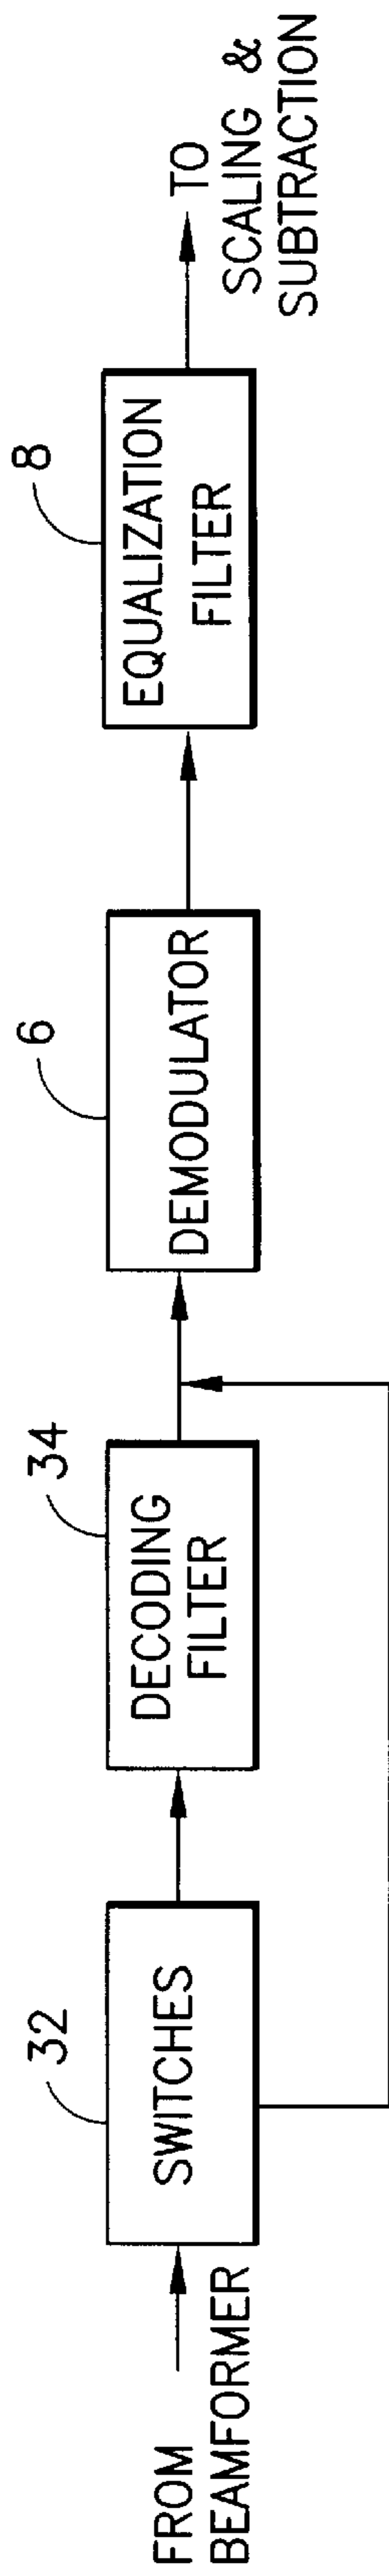 FROM
BEAMFORMER
32
SWITCHES
34
DECODING
FILTER
6
DEMODULATOR
8
EQUALIZATION
FILTER
TO
SCALING &
SUBTRACTION